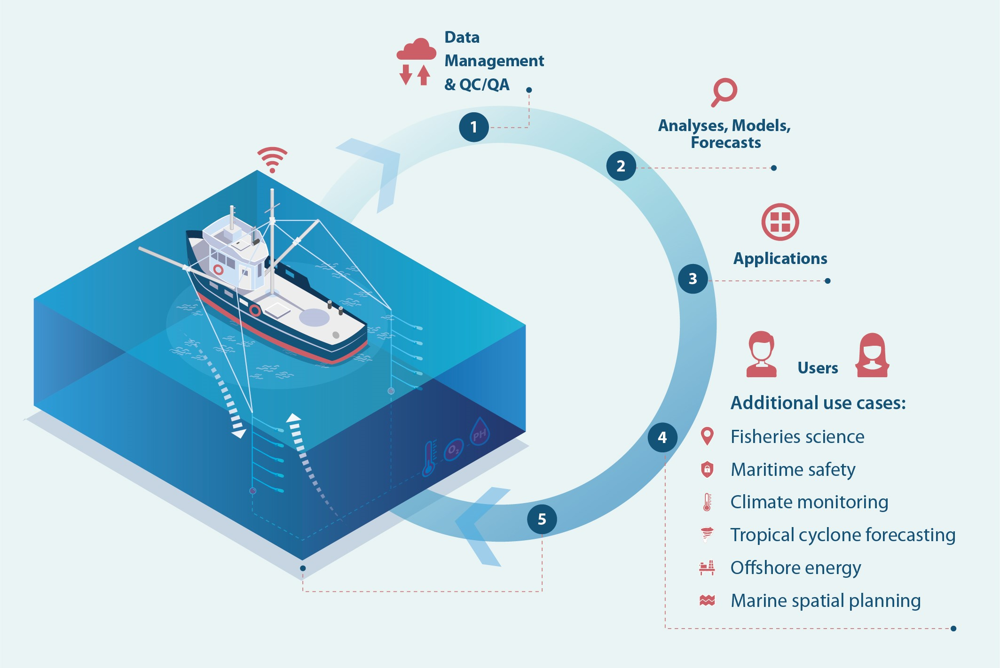 Data
Management
& QC/QA
1
Analyses, Models,
Forecasts
2
Applications
3
Users
Additional use cases:
4
Fisheries science
Maritime safety
Climate monitoring
Tropical cyclone forecasting
Offshore energy
Marine spatial planning
5
O₂
PH